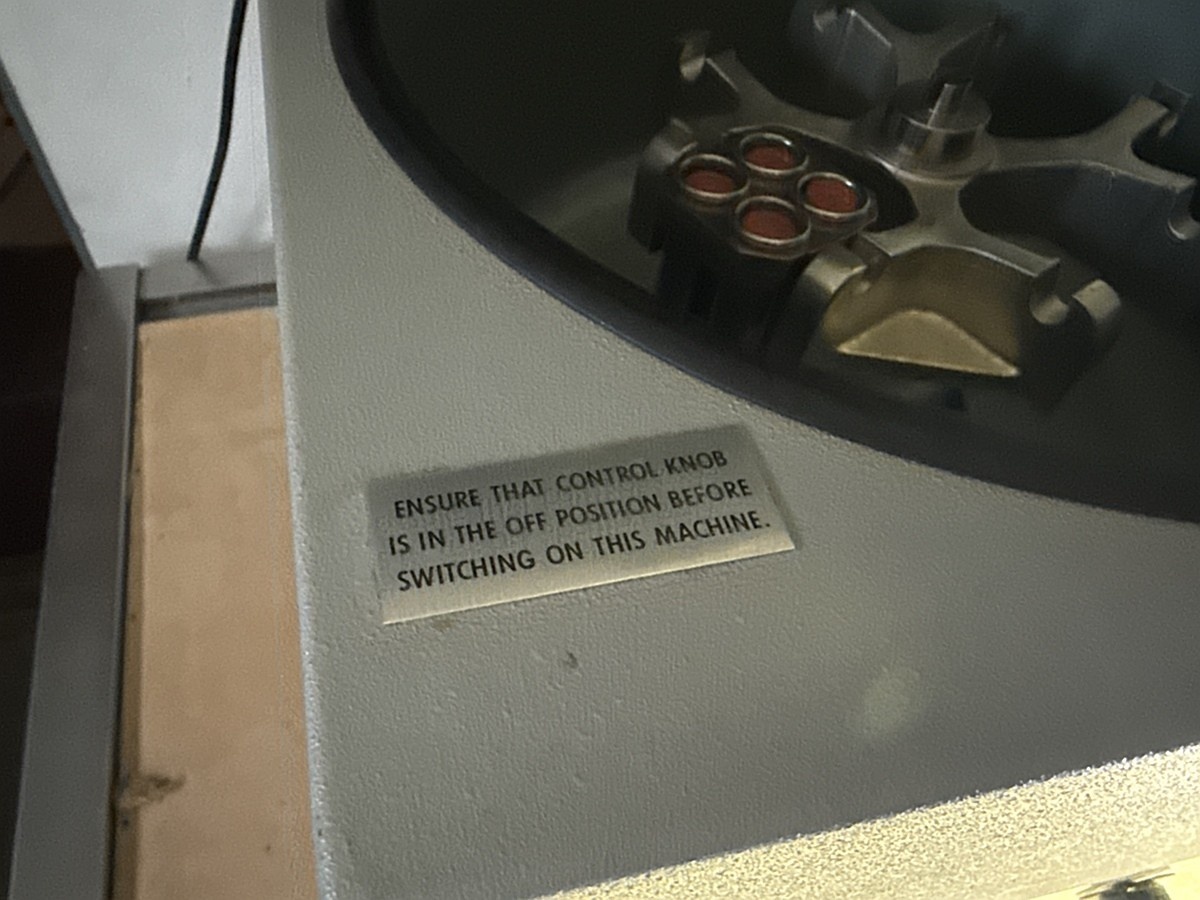 ENSURE THAT CONTROL KNOB
IS IN THE OFF POSITION BEFORE
SWITCHING ON THIS MACHINE.